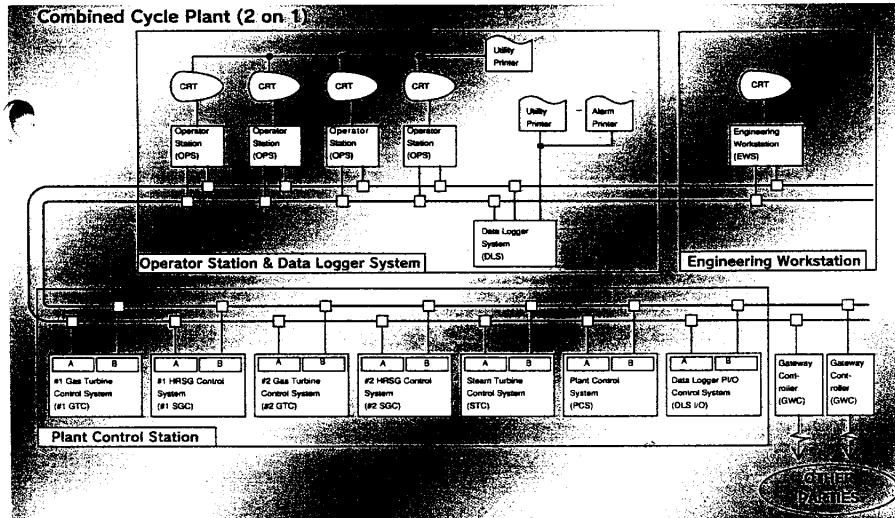 Combined Cycle Plant (2 on 1)
Utility
Printer
CRT
CRT
CRT
CRT
CRT
Utility
Printer
Alarm
Printer
Operator
Station
(OPS)
Operator
Station
(OPS)
Operator
Station
(OPS)
Operator
Station
(OPS)
Engineering
Workstation
(EWS)
Data Logger
System
(DLS)
Operator Station & Data Logger System
Engineering Workstation
A B
#1 Gas Turbine
Control System
(#1 GTC)
A B
#1 HRSG Control
System
(#1 SGC)
A B
#2 Gas Turbine
Control System
(#2 GTC)
A B
#2 HRSG Control
System
(#2 SGC)
A B
Steam Turbine
Control System
(STC)
A B
Plant Control
System
(PCS)
A B
Data Logger PI/O
Control System
(DLS I/O)
Gateway
Cont-
roller
(GWC)
Gateway
Cont-
roller
(GWC)
Plant Control Station
OTHER
PARTIES